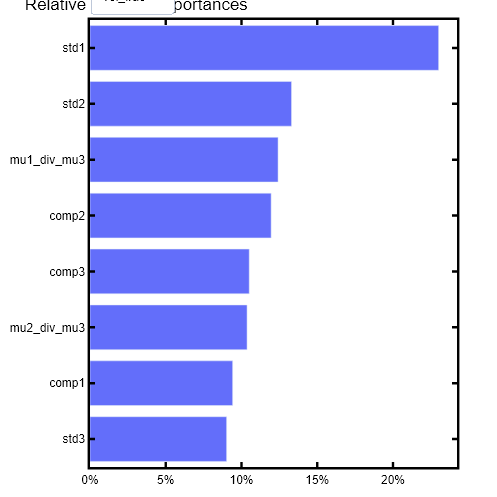 Relative portances
std1
std2
mu1_div_mu3
comp2
comp3
mu2_div_mu3
comp1
std3
0% 5% 10% 15% 20%